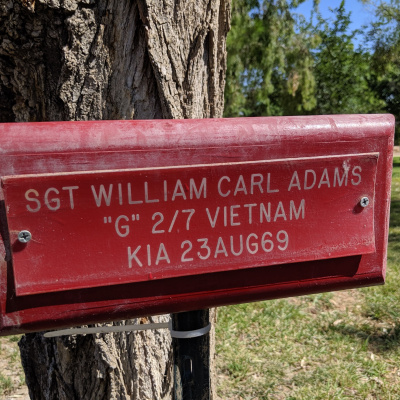 SGT WILLIAM CARL ADAMS
"G" 2/7 VIETNAM
KIA 23AUG69